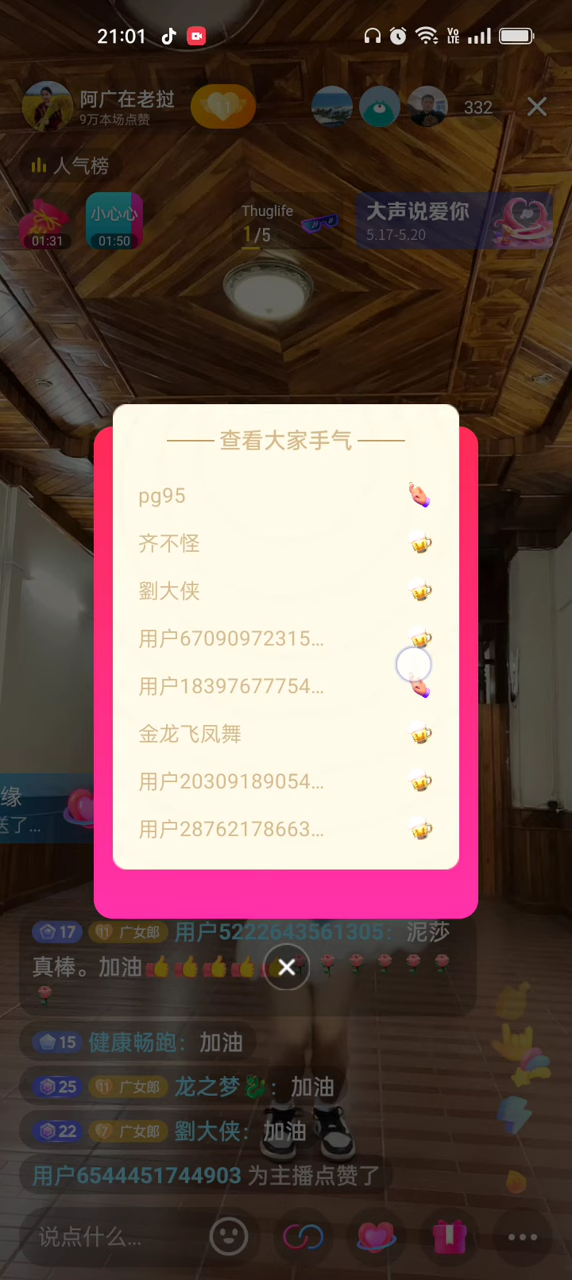 21:01
VoLTE
阿广在老挝
9万本场点赞
11
332
人气榜
01:31
小心心
01:50
Thuglife
1/5
大声说爱你
5.17-5.20
查看大家手气
pg95
齐不怪
劉大侠
用户67090972315...
用户18397677754...
金龙飞凤舞
用户20309189054...
用户28762178663...
缘
送了...
17 11 广女郎 用户5222643561305：泥莎
真棒。加油
15 健康畅跑：加油
25 11 广女郎 龙之梦：加油
22 7 广女郎 劉大侠：加油
用户6544451744903 为主播点赞了
说点什么...